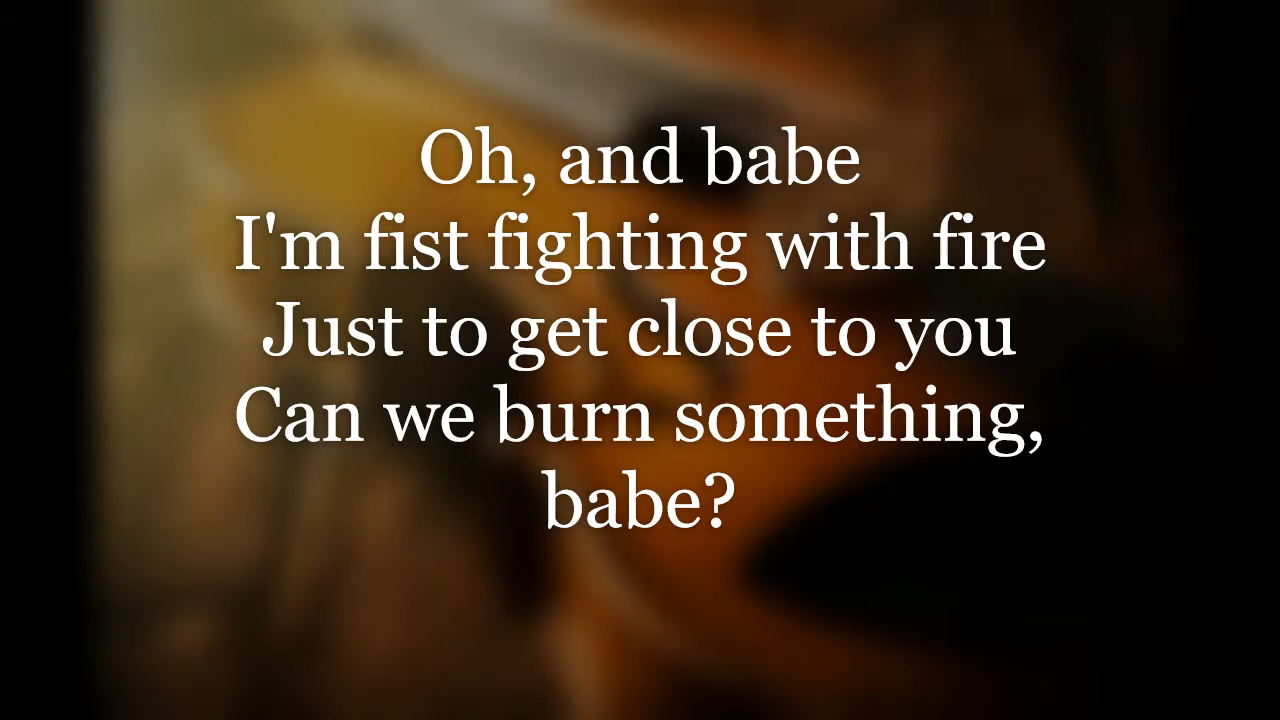 Oh, and babe
I'm fist fighting with fire
Just to get close to you
Can we burn something,
babe?